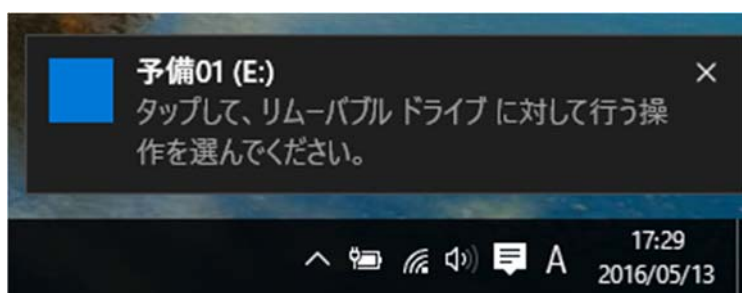 予備01 (E:)
タップして、リムーバブル ドライブ に対して行う操
作を選んでください。
A
17:29
2016/05/13